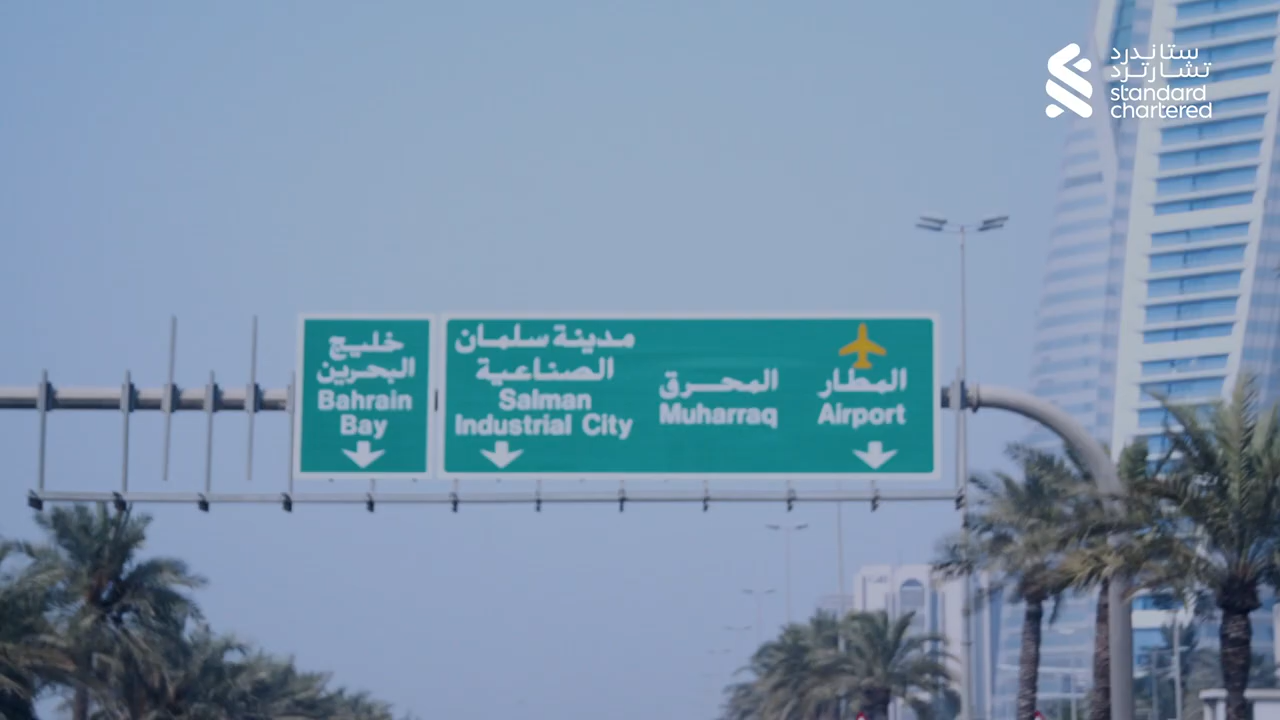 ستاندرد
تشارترد
standard
chartered
خليج
البحرين
Bahrain
Bay
مدينة سلمان
الصناعية
Salman
Industrial City
المحرق
Muharraq
المطار
Airport